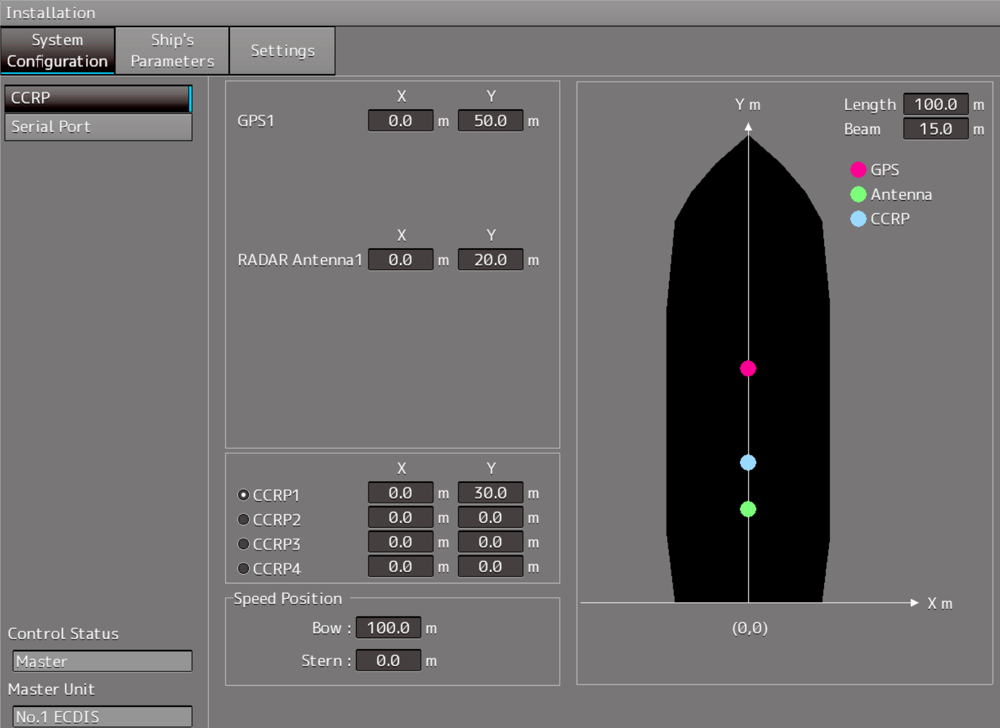 Installation
System Configuration
Ship's Parameters
Settings
CCRP
Serial Port
X Y
GPS1 0.0 m 50.0 m
X Y
RADAR Antenna1 0.0 m 20.0 m
X Y
CCRP1 0.0 m 30.0 m
CCRP2 0.0 m 0.0 m
CCRP3 0.0 m 0.0 m
CCRP4 0.0 m 0.0 m
Speed Position
Bow : 100.0 m
Stern : 0.0 m
Y m
Length 100.0 m
Beam 15.0 m
GPS
Antenna
CCRP
X m
(0,0)
Control Status
Master
Master Unit
No.1 ECDIS